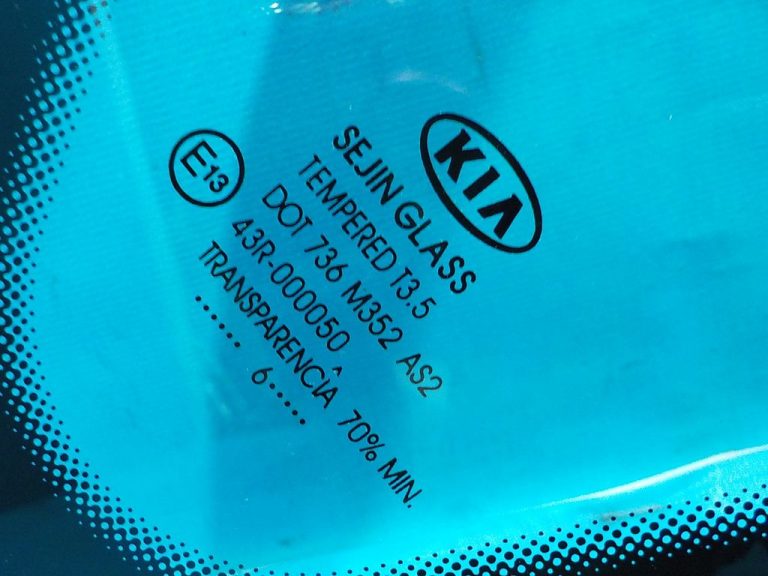 KIA
SEJIN GLASS
TEMPERED T3.5
DOT 736 M352 AS2
43R-000050
TRANSPARENCIA 70% MIN.
...... 6.....
E13